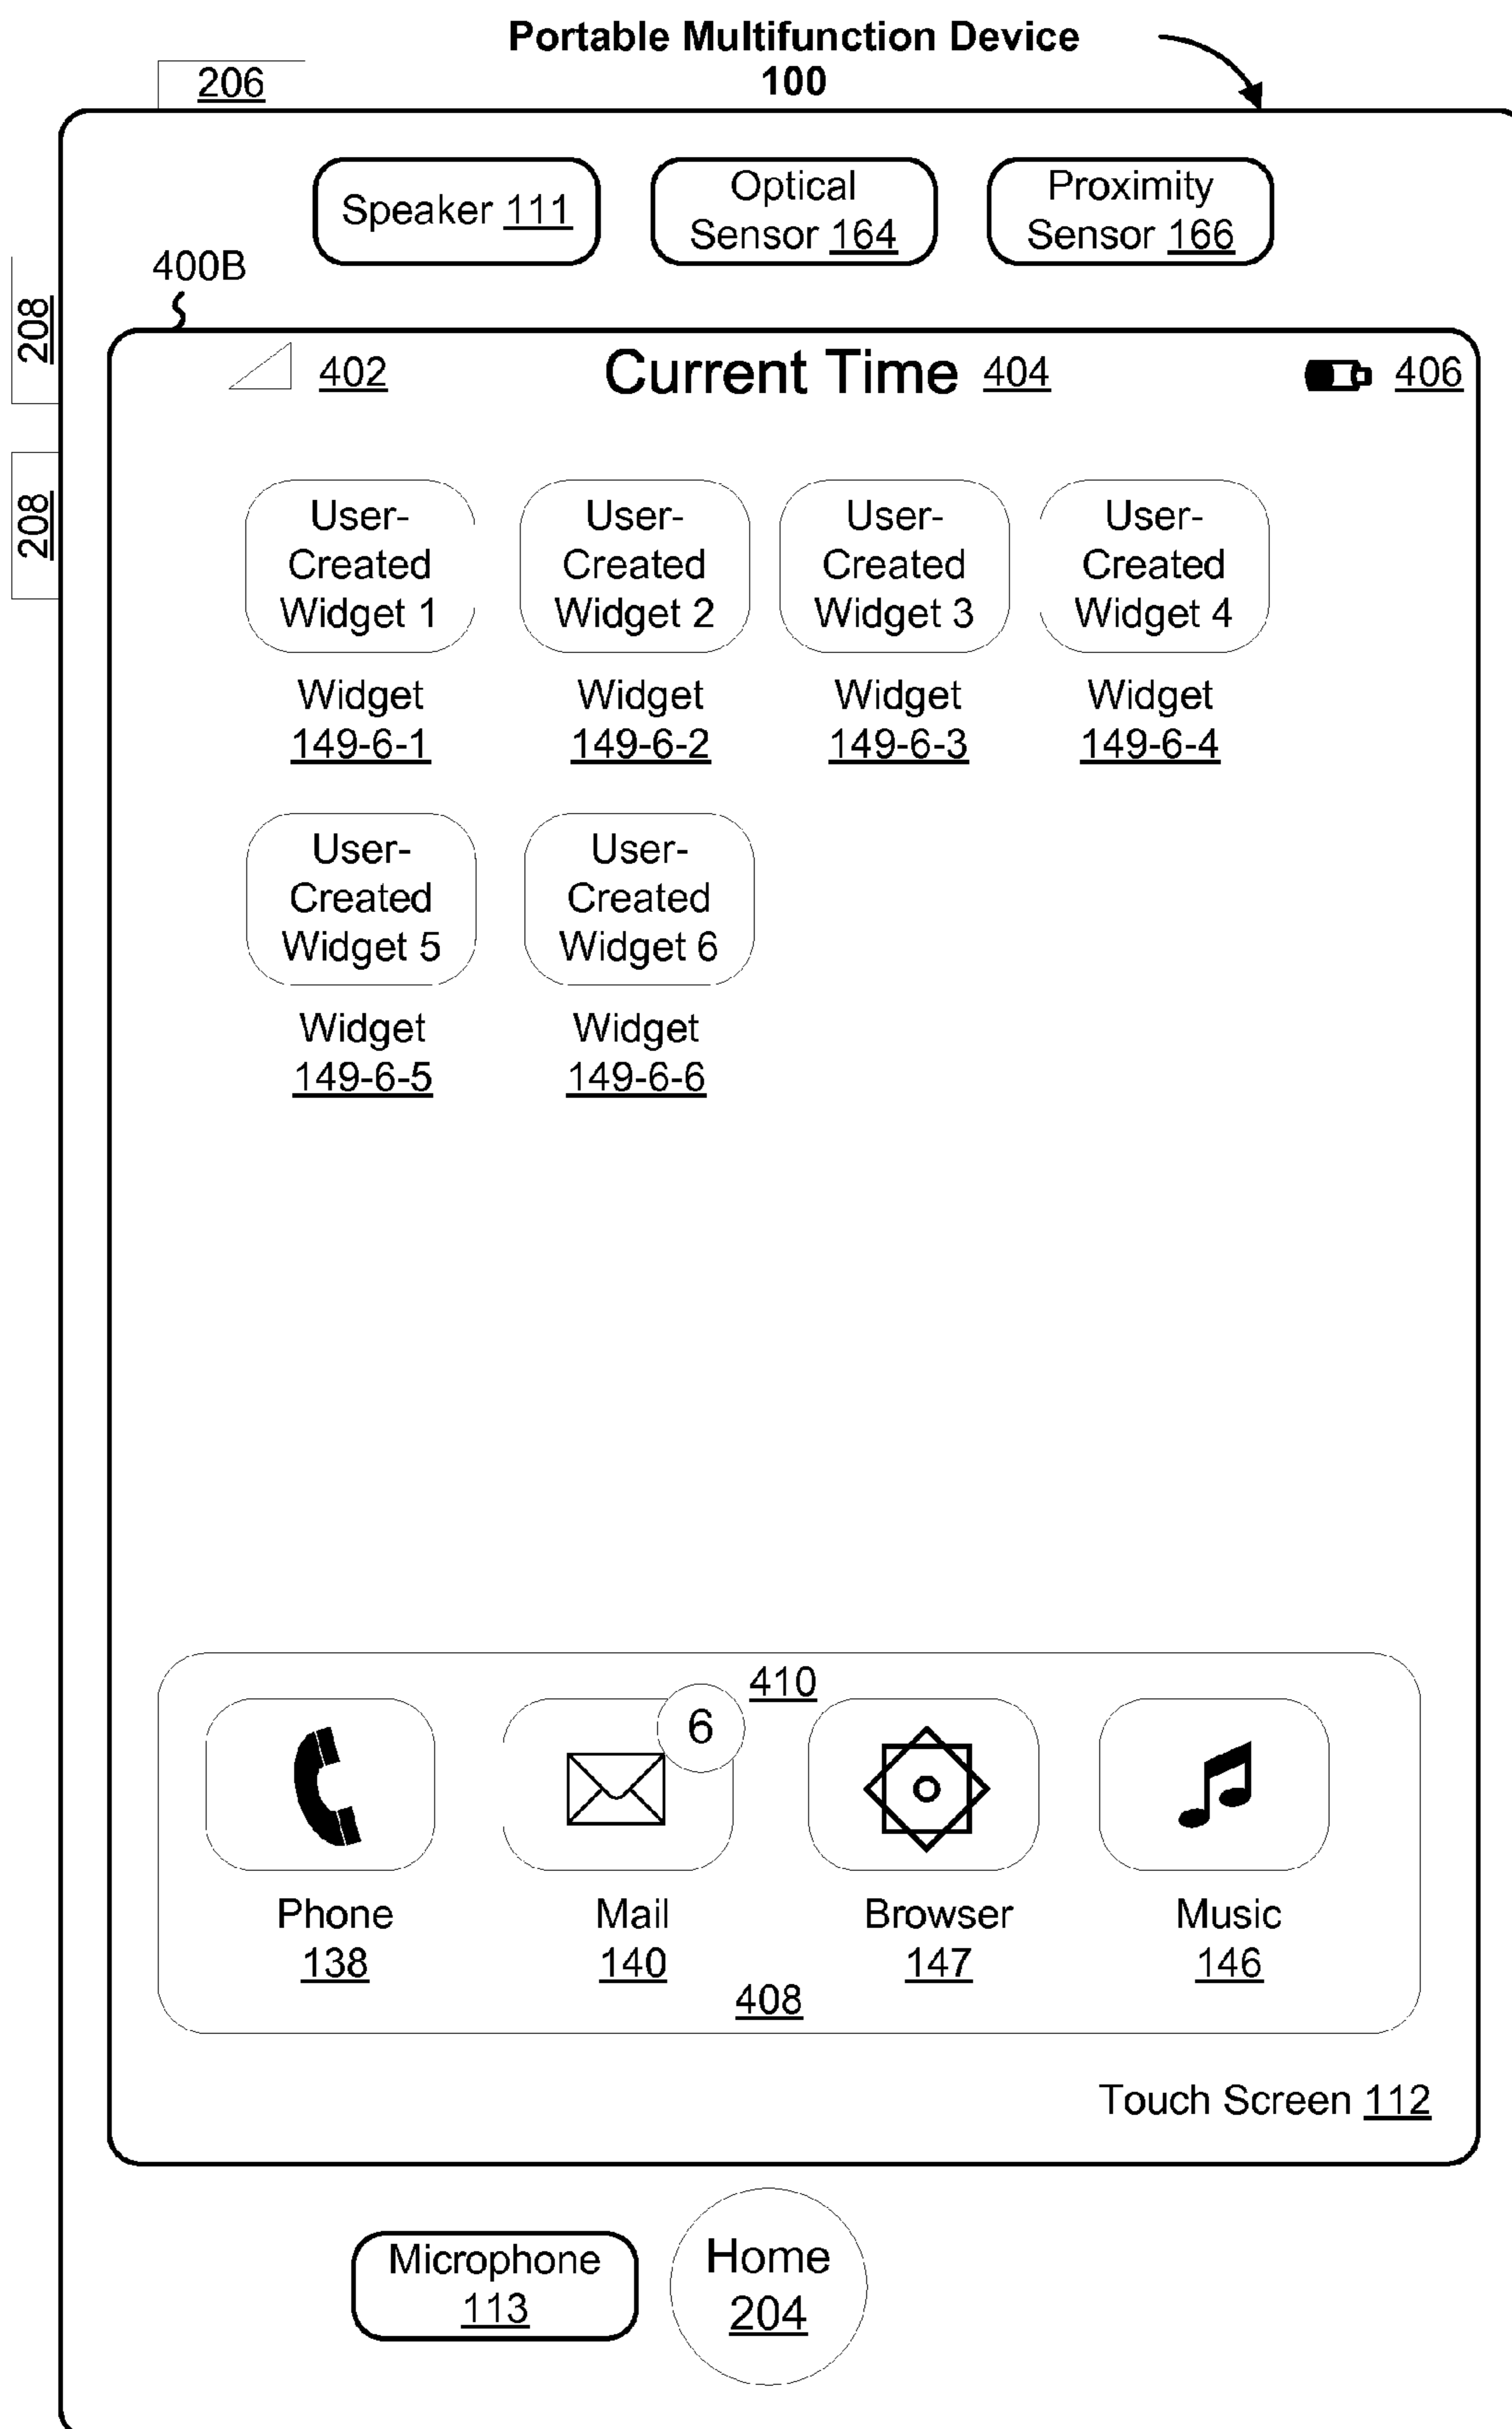 Portable Multifunction Device
100
206
Speaker 111
Optical
Sensor 164
Proximity
Sensor 166
400B
208
208
402
Current Time 404
406
User-
Created
Widget 1
User-
Created
Widget 2
User-
Created
Widget 3
User-
Created
Widget 4
Widget
149-6-1
Widget
149-6-2
Widget
149-6-3
Widget
149-6-4
User-
Created
Widget 5
User-
Created
Widget 6
Widget
149-6-5
Widget
149-6-6
410
6
Phone
138
Mail
140
Browser
147
Music
146
408
Touch Screen 112
Microphone
113
Home
204